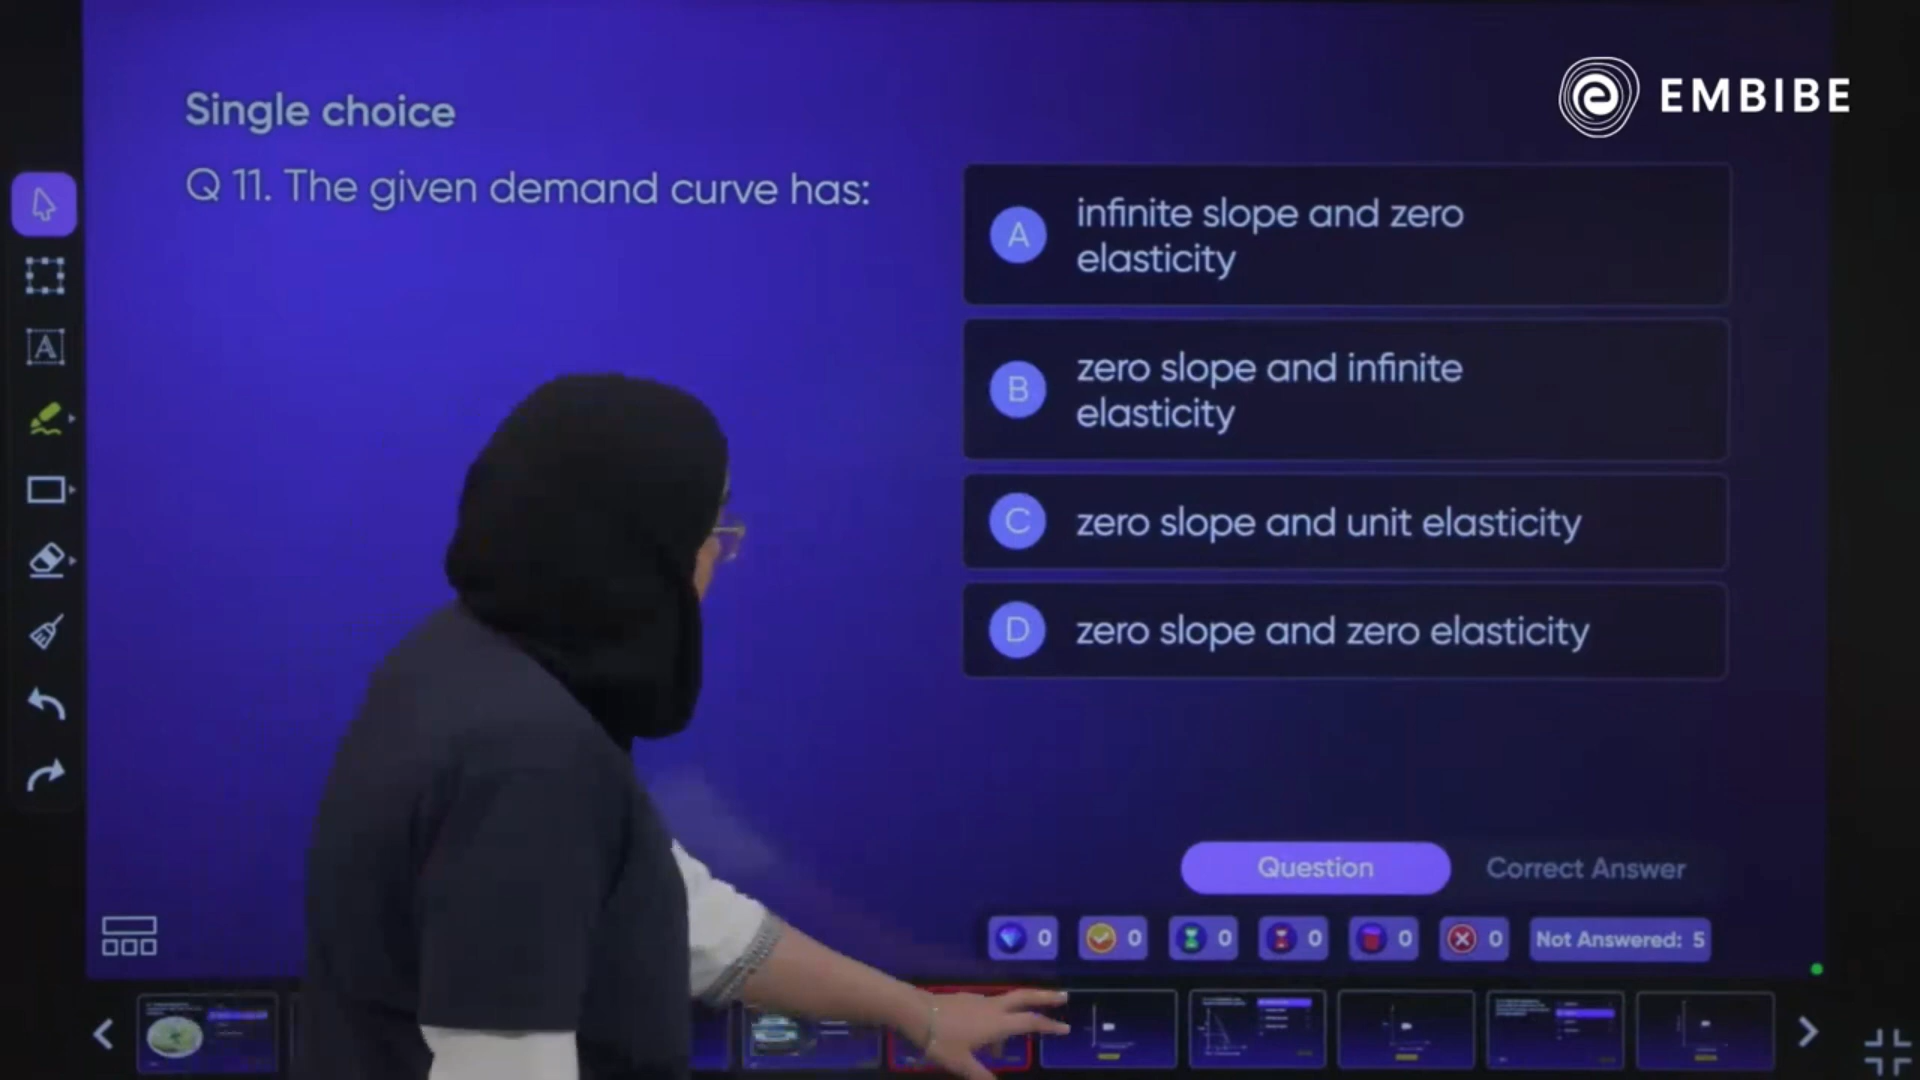 EMBIBE
Single choice
Q 11. The given demand curve has:
A
infinite slope and zero
elasticity
B
zero slope and infinite
elasticity
C
zero slope and unit elasticity
D
zero slope and zero elasticity
Question
Correct Answer
0
0
0
0
0
0
Not Answered: 5
A